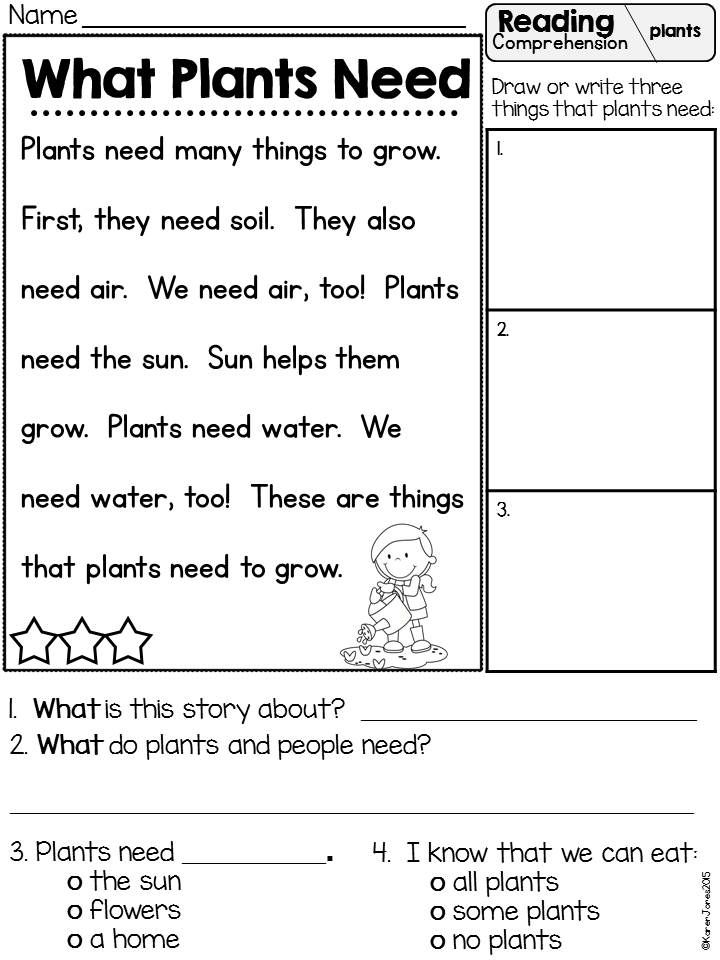 Name
Reading
Comprehension
plants
What Plants Need
Plants need many things to grow.
First, they need soil. They also
need air. We need air, too! Plants
need the sun. Sun helps them
grow. Plants need water. We
need water, too! These are things
that plants need to grow.
Draw or write three
things that plants need:
1.
2.
3.
1. What is this story about?
2. What do plants and people need?
3. Plants need ____________.
o the sun
o flowers
o a home
4. I know that we can eat:
o all plants
o some plants
o no plants
©KarenJones2015